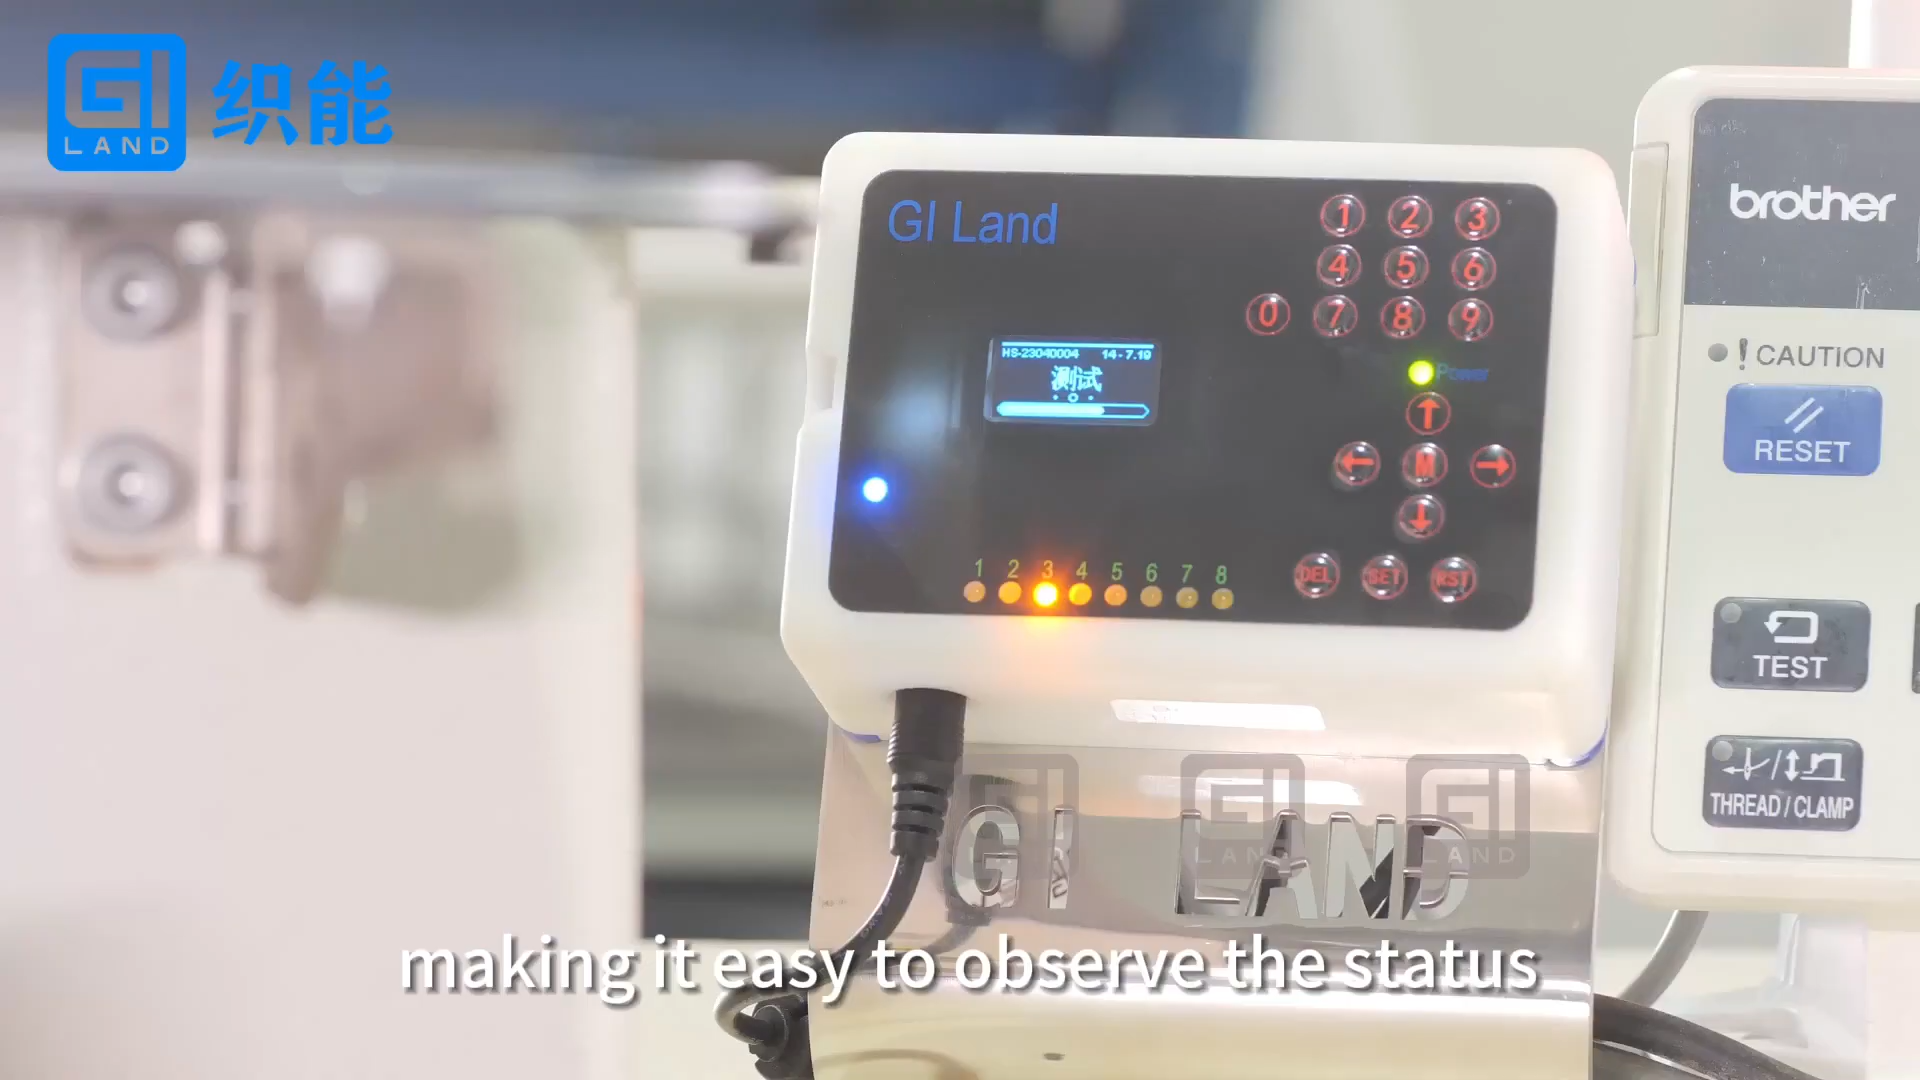 GI
LAND
织能
GI Land
1 2 3
4 5 6
0 7 8 9
HS-23040004 14-7.19
测试
Power
↑
← M →
↓
1 2 3 4 5 6 7 8
DEL SET RST
brother
! CAUTION
RESET
TEST
THREAD / CLAMP
GI LAND
LAND
LAND
making it easy to observe the status